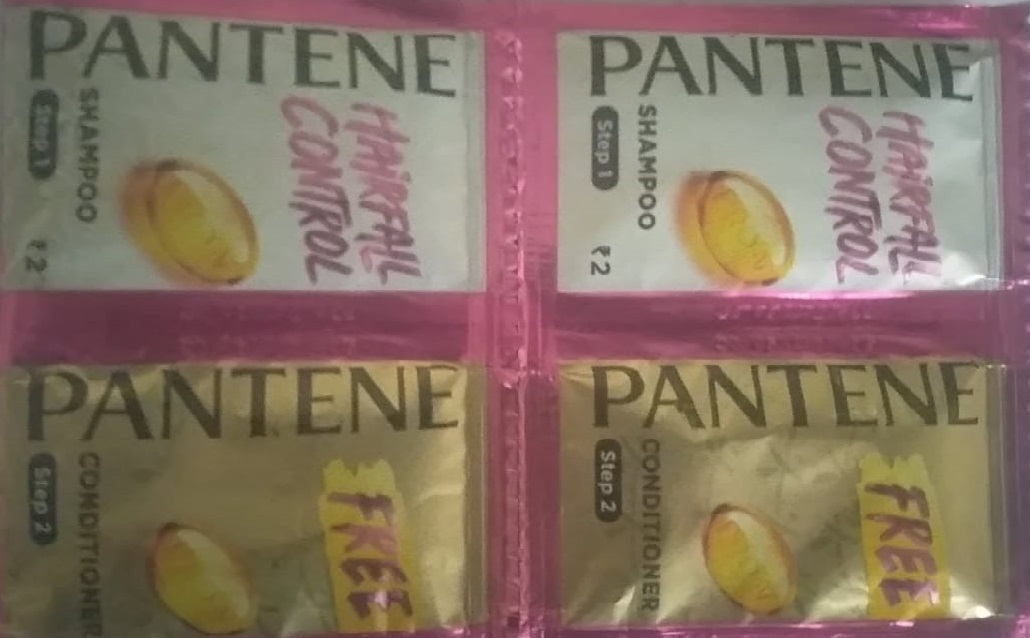 PANTENE
SHAMPOO
Step 1
HAIRFALL
CONTROL
₹2
PANTENE
SHAMPOO
Step 1
HAIRFALL
CONTROL
₹2
PANTENE
CONDITIONER
Step 2
FREE
PANTENE
CONDITIONER
Step 2
FREE